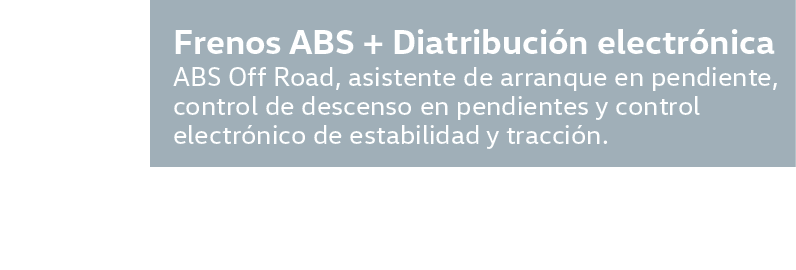 Frenos ABS + Diatribución electrónica
ABS Off Road, asistente de arranque en pendiente,
control de descenso en pendientes y control
electrónico de estabilidad y tracción.